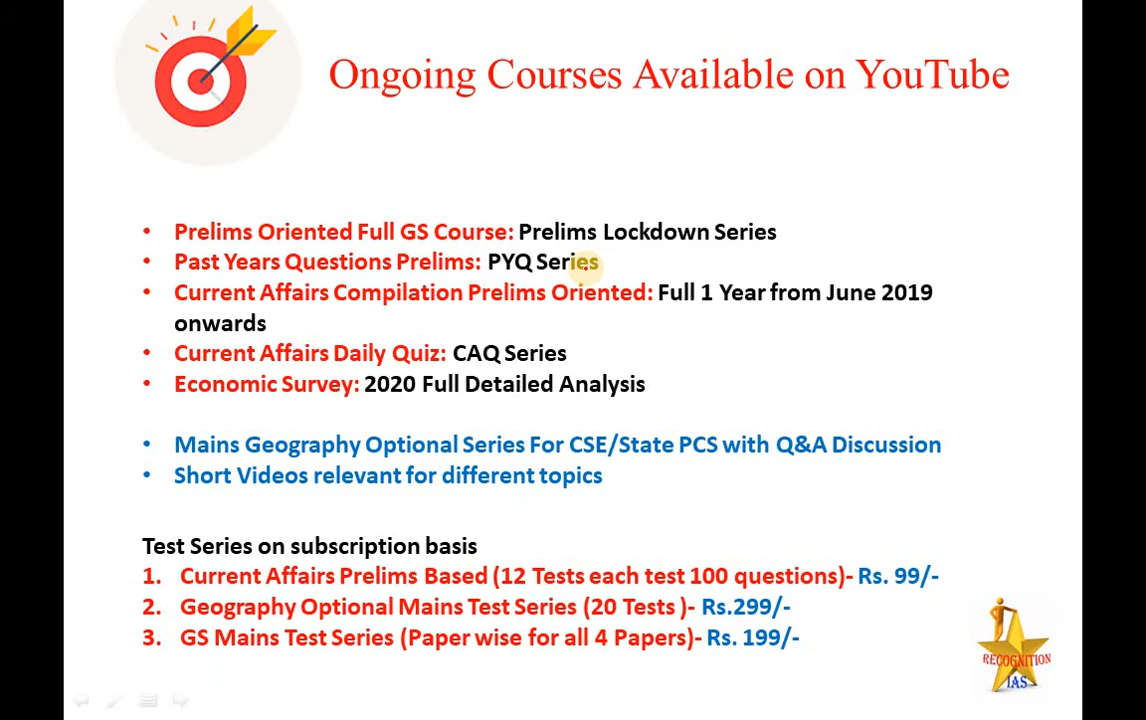 Ongoing Courses Available on YouTube
• Prelims Oriented Full GS Course: Prelims Lockdown Series
• Past Years Questions Prelims: PYQ Series
• Current Affairs Compilation Prelims Oriented: Full 1 Year from June 2019
onwards
• Current Affairs Daily Quiz: CAQ Series
• Economic Survey: 2020 Full Detailed Analysis
• Mains Geography Optional Series For CSE/State PCS with Q&A Discussion
• Short Videos relevant for different topics
Test Series on subscription basis
1. Current Affairs Prelims Based (12 Tests each test 100 questions)- Rs. 99/-
2. Geography Optional Mains Test Series (20 Tests )- Rs.299/-
3. GS Mains Test Series (Paper wise for all 4 Papers)- Rs. 199/-
RECOGNITION
IAS